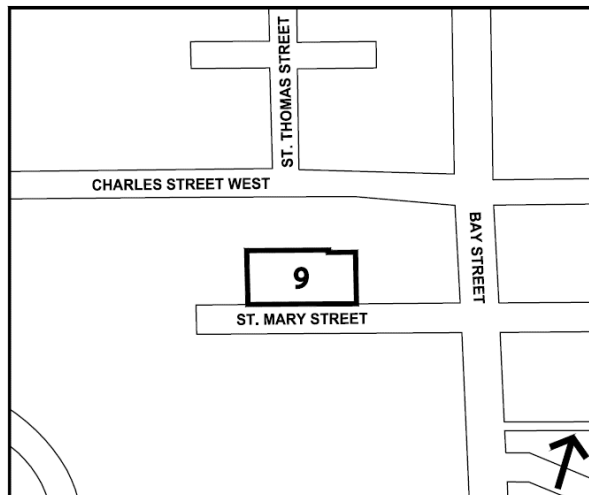 ST. THOMAS STREET
CHARLES STREET WEST
BAY STREET
9
ST. MARY STREET